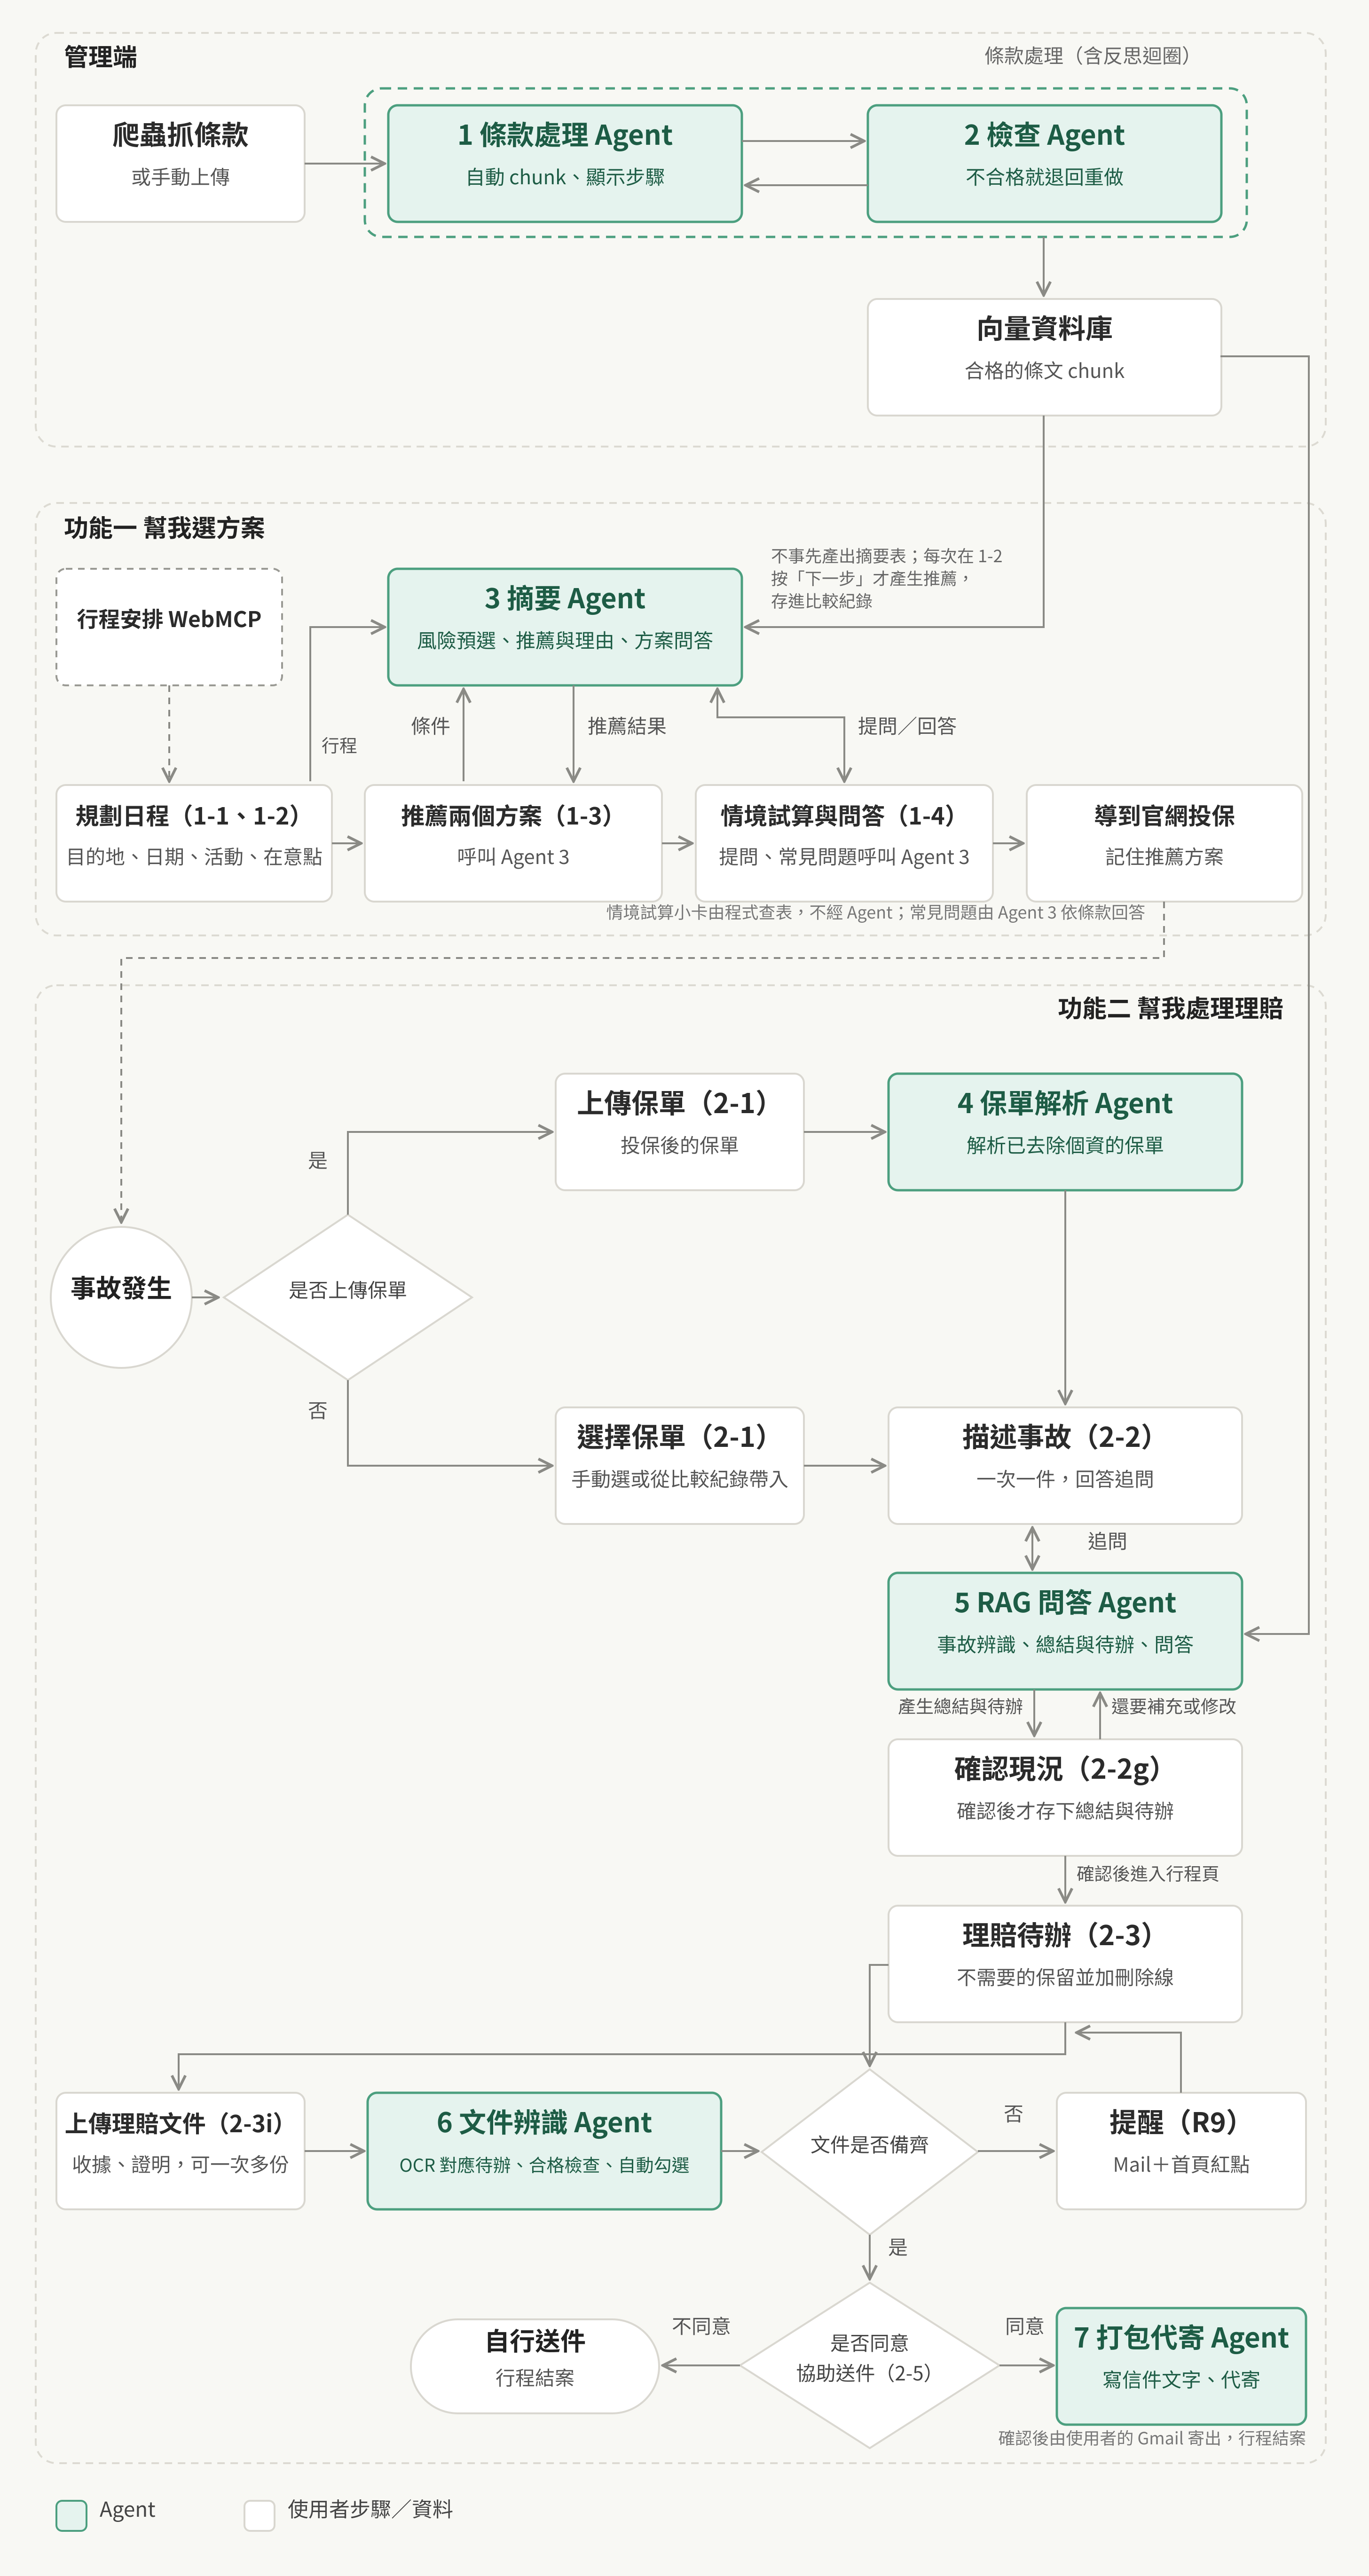 管理端
條款處理（含反思迴圈）
爬蟲抓條款
或手動上傳
1 條款處理 Agent
自動 chunk、顯示步驟
2 檢查 Agent
不合格就退回重做
向量資料庫
合格的條文 chunk
功能一 幫我選方案
不事先產出摘要表；每次在 1-2
按「下一步」才產生推薦，
存進比較紀錄
行程安排 WebMCP
3 摘要 Agent
風險預選、推薦與理由、方案問答
行程
條件
推薦結果
提問／回答
規劃日程（1-1、1-2）
目的地、日期、活動、在意點
推薦兩個方案（1-3）
呼叫 Agent 3
情境試算與問答（1-4）
提問、常見問題呼叫 Agent 3
導到官網投保
記住推薦方案
情境試算小卡由程式查表，不經 Agent；常見問題由 Agent 3 依條款回答
功能二 幫我處理理賠
上傳保單（2-1）
投保後的保單
4 保單解析 Agent
解析已去除個資的保單
是
事故發生
是否上傳保單
否
選擇保單（2-1）
手動選或從比較紀錄帶入
描述事故（2-2）
一次一件，回答追問
追問
5 RAG 問答 Agent
事故辨識、總結與待辦、問答
產生總結與待辦
還要補充或修改
確認現況（2-2g）
確認後才存下總結與待辦
確認後進入行程頁
理賠待辦（2-3）
不需要的保留並加刪除線
上傳理賠文件（2-3i）
收據、證明，可一次多份
6 文件辨識 Agent
OCR 對應待辦、合格檢查、自動勾選
文件是否備齊
否
提醒（R9）
Mail＋首頁紅點
是
自行送件
行程結案
不同意
是否同意
協助送件（2-5）
同意
7 打包代寄 Agent
寫信件文字、代寄
確認後由使用者的 Gmail 寄出，行程結案
Agent
使用者步驟／資料